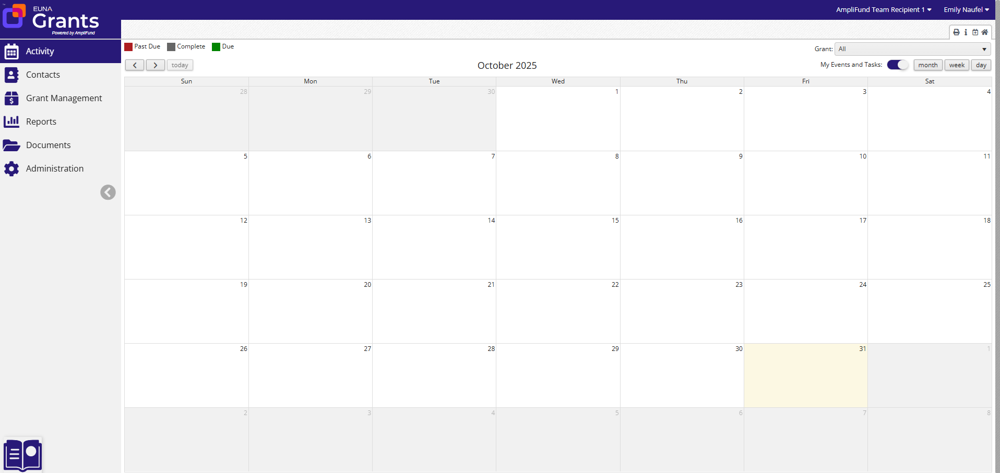 EUNA
Grants
Powered by AmpliFund
AmpliFund Team Recipient 1
Emily Naufel
Activity
Contacts
Grant Management
Reports
Documents
Administration
Past Due
Complete
Due
Grant: All
today
October 2025
My Events and Tasks:
month
week
day
Sun Mon Tue Wed Thu Fri Sat
28 29 30 1 2 3 4
5 6 7 8 9 10 11
12 13 14 15 16 17 18
19 20 21 22 23 24 25
26 27 28 29 30 31 1
2 3 4 5 6 7 8